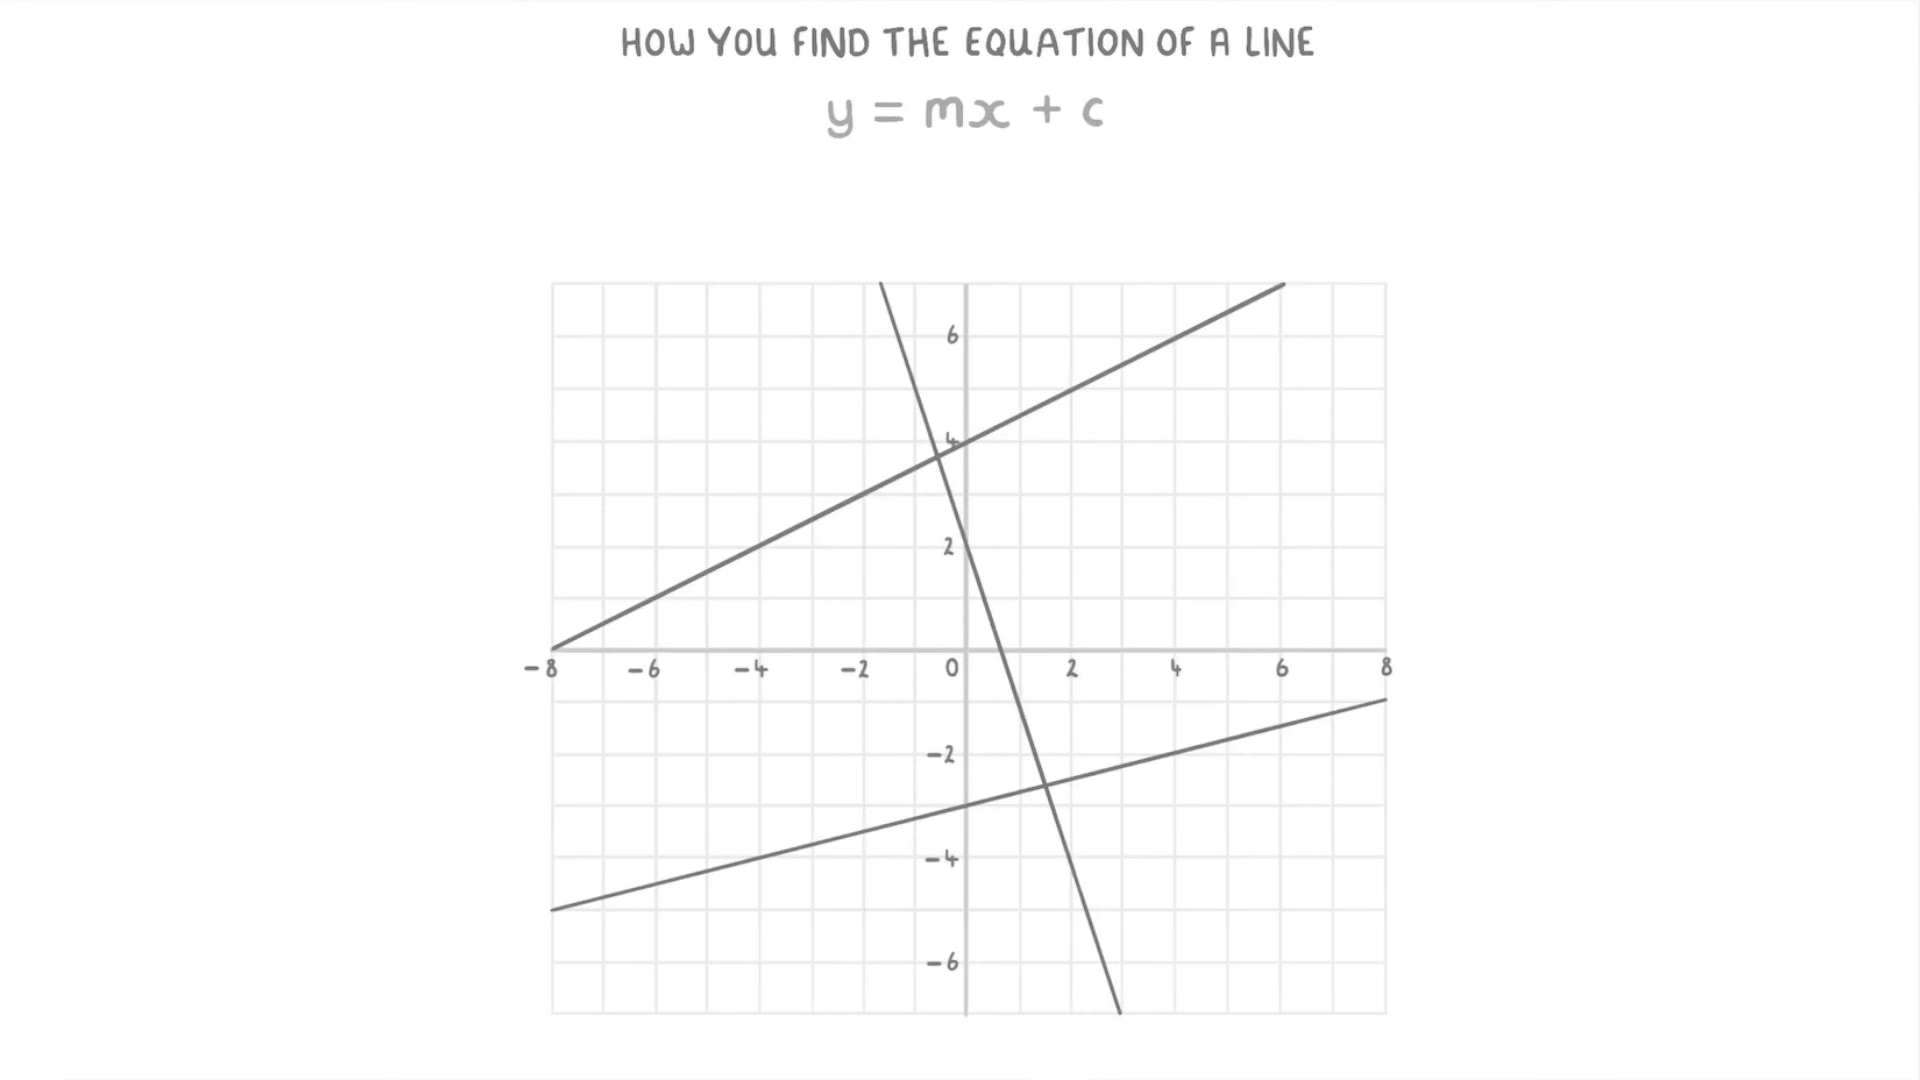 HOW YOU FIND THE EQUATION OF A LINE
y = mx + c
6
4
2
-8 -6 -4 -2 0 2 4 6 8
-2
-4
-6